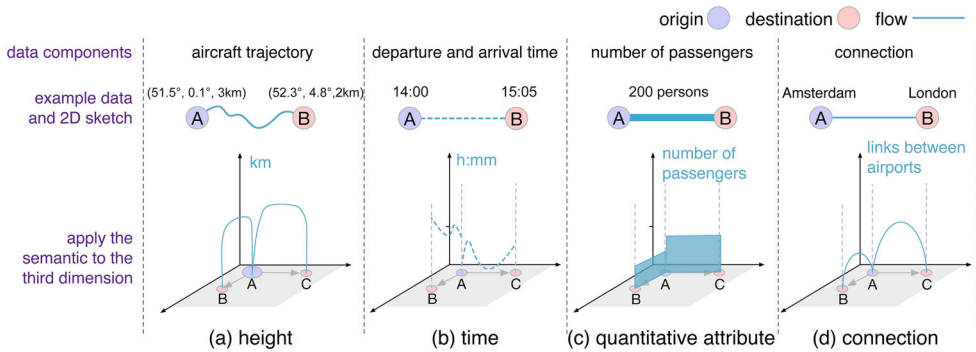 origin destination flow
data components aircraft trajectory departure and arrival time number of passengers connection
example data
and 2D sketch
(51.5°, 0.1°, 3km) (52.3°, 4.8°,2km)
A B
14:00 15:05
A B
200 persons
A B
Amsterdam London
A B
apply the
semantic to the
third dimension
km
B A C
h:mm
B A C
number of
passengers
B A C
links between
airports
B A C
(a) height (b) time (c) quantitative attribute (d) connection